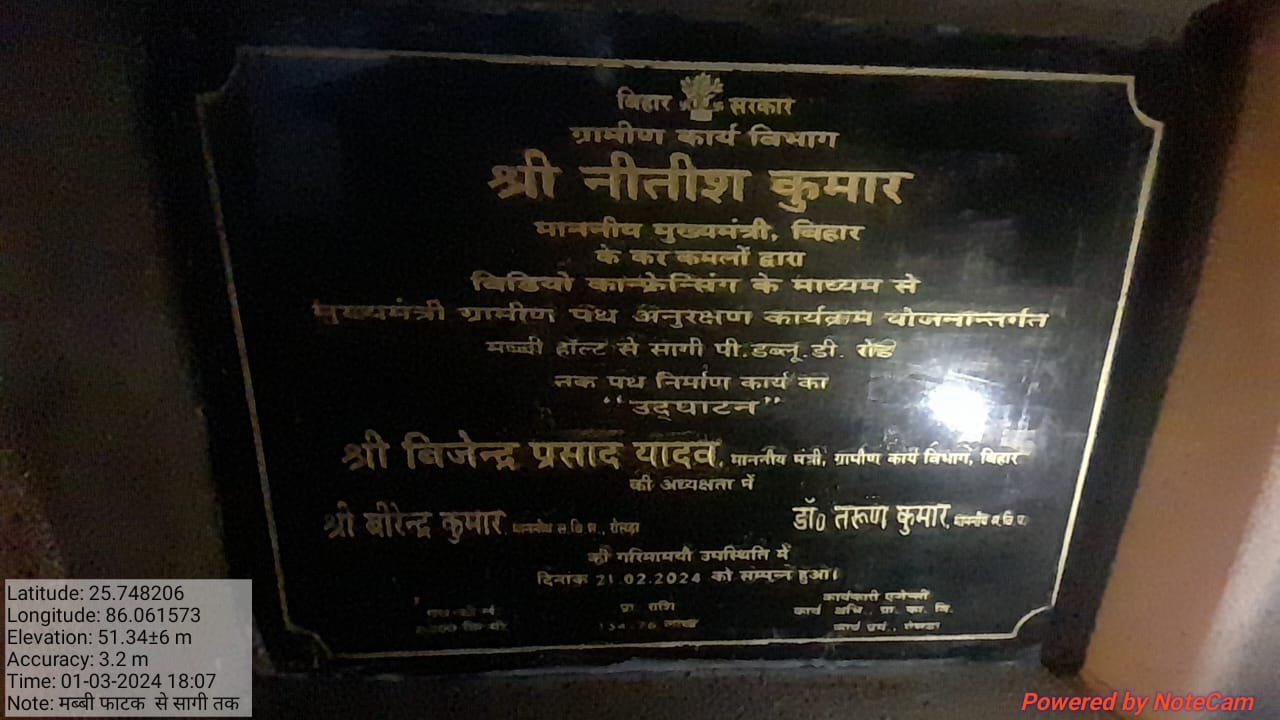 बिहार सरकार
ग्रामीण कार्य विभाग
श्री नीतीश कुमार
माननीय मुख्यमंत्री, बिहार
के कर कमलों द्वारा
विडियो कान्फ्रेन्सिंग के माध्यम से
मुख्यमंत्री ग्रामीण पथ अनुरक्षण कार्यक्रम योजनान्तर्गत
मब्बी हॉल्ट से सागी पी.डब्लू.डी. रोड
तक पथ निर्माण कार्य का
"उद्घाटन"
श्री बिजेन्द्र प्रसाद यादव, माननीय मंत्री, ग्रामीण कार्य विभाग, बिहार
की अध्यक्षता में
श्री बीरेन्द्र कुमार, माननीय स.वि.स., रोसड़ा डॉ० तरूण कुमार, माननीय स.वि.प.
की गरिमामयी उपस्थिति में
दिनांक 21.02.2024 को सम्पन्न हुआ।
प्रा. राशि कार्यकारी एजेन्सी
लाख कार्य
Latitude: 25.748206
Longitude: 86.061573
Elevation: 51.34±6 m
Accuracy: 3.2 m
Time: 01-03-2024 18:07
Note: मब्बी फाटक से सागी तक
Powered by NoteCam